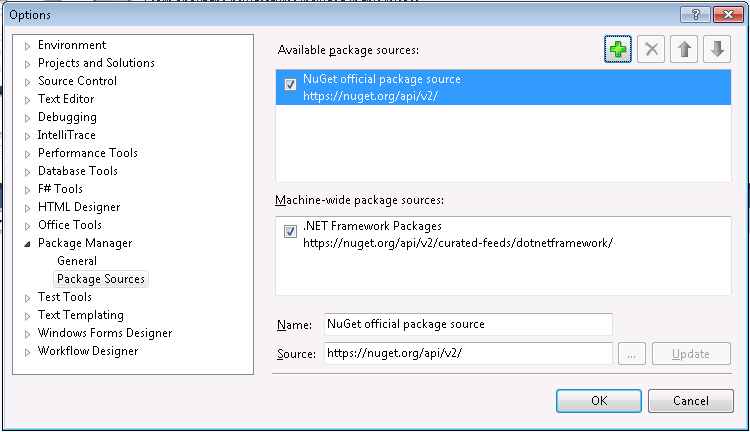 Options
Environment
Projects and Solutions
Source Control
Text Editor
Debugging
IntelliTrace
Performance Tools
Database Tools
F# Tools
HTML Designer
Office Tools
Package Manager
General
Package Sources
Test Tools
Text Templating
Windows Forms Designer
Workflow Designer
Available package sources:
NuGet official package source
https://nuget.org/api/v2/
Machine-wide package sources:
.NET Framework Packages
https://nuget.org/api/v2/curated-feeds/dotnetframework/
Name: NuGet official package source
Source: https://nuget.org/api/v2/ ... Update
OK Cancel